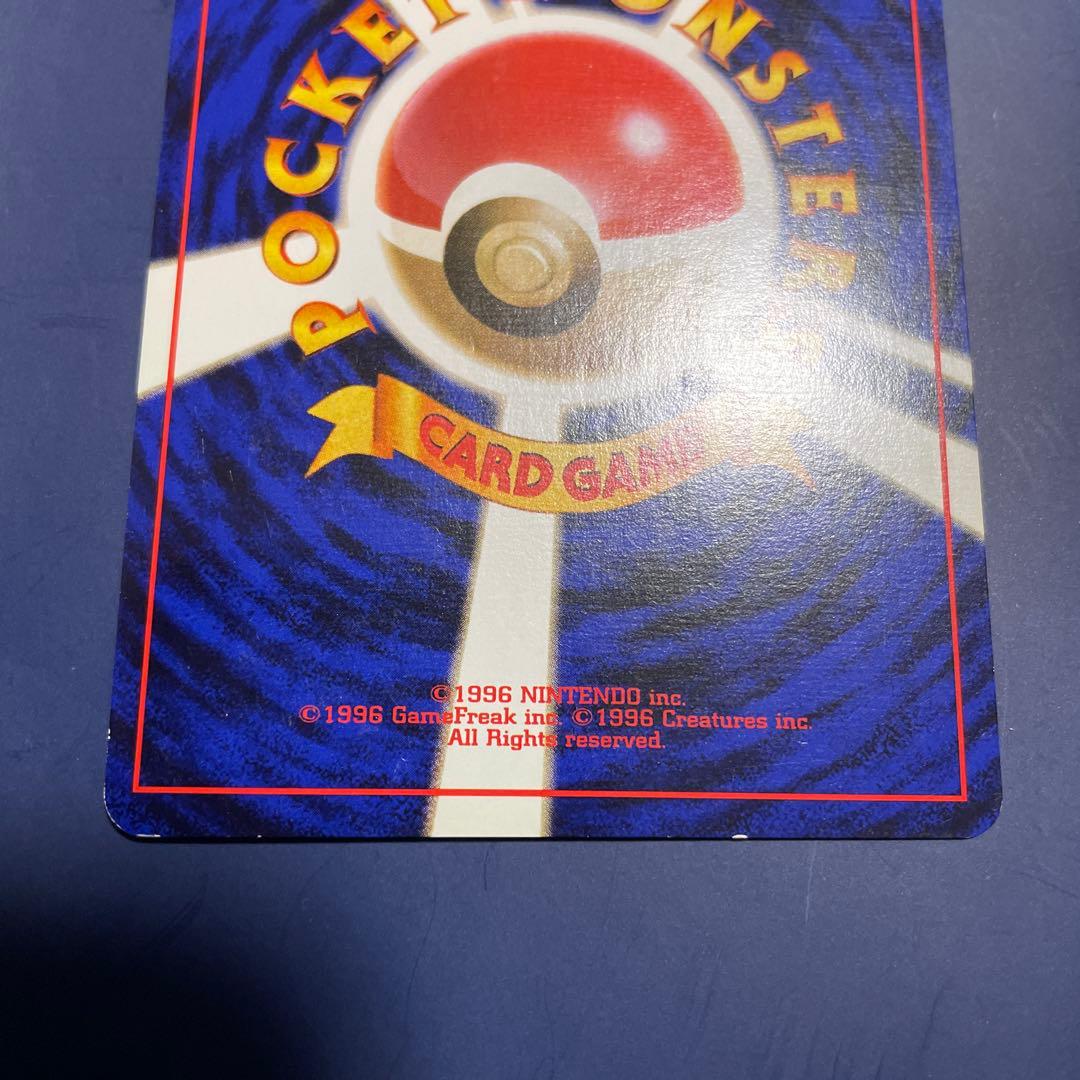 POCKET MONSTERS
CARD GAME
©1996 NINTENDO inc.
©1996 GameFreak inc. ©1996 Creatures inc.
All Rights reserved.